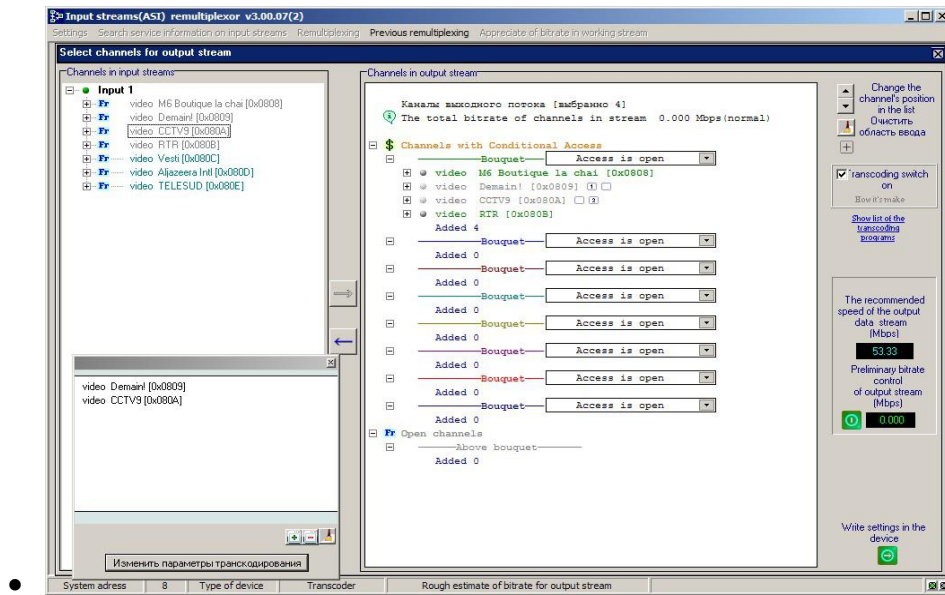 Input streams(ASI) remultiplexor v3.00.07(2)
Settings Search service information on input streams Remultiplexing Previous remultiplexing Appreciate of bitrate in working stream
Select channels for output stream
Channels in input streams
Input 1
Fr video M6 Boutique la chai [0x0808]
Fr video Demain! [0x0809]
Fr video CCTV9 [0x080A]
Fr video RTR [0x080B]
Fr video Vesti [0x080C]
Fr video Aljazeera Intl [0x080D]
Fr video TELESUD [0x080E]
video Demain! [0x0809]
video CCTV9 [0x080A]
Изменить параметры транскодирования
Channels in output stream
Каналы выходного потока [выбранно 4]
The total bitrate of channels in stream 0.000 Mbps(normal)
$ Channels with Conditional Access
Bouquet Access is open
video M6 Boutique la chai [0x0808]
video Demain! [0x0809] 1
video CCTV9 [0x080A] 2
video RTR [0x080B]
Added 4
Bouquet Access is open
Added 0
Bouquet Access is open
Added 0
Bouquet Access is open
Added 0
Bouquet Access is open
Added 0
Bouquet Access is open
Added 0
Bouquet Access is open
Added 0
Bouquet Access is open
Added 0
Fr Open channels
Above bouquet
Added 0
Change the
channel's position
in the list
Очистить
область ввода
Transcoding switch
on
How it's make
Show list of the
transcoding
programs
The recommended
speed of the output
data stream
(Mbps)
53.33
Preliminary bitrate
control
of output stream
(Mbps)
0.000
Write settings in the
device
System adress 8 Type of device Transcoder Rough estimate of bitrate for output stream